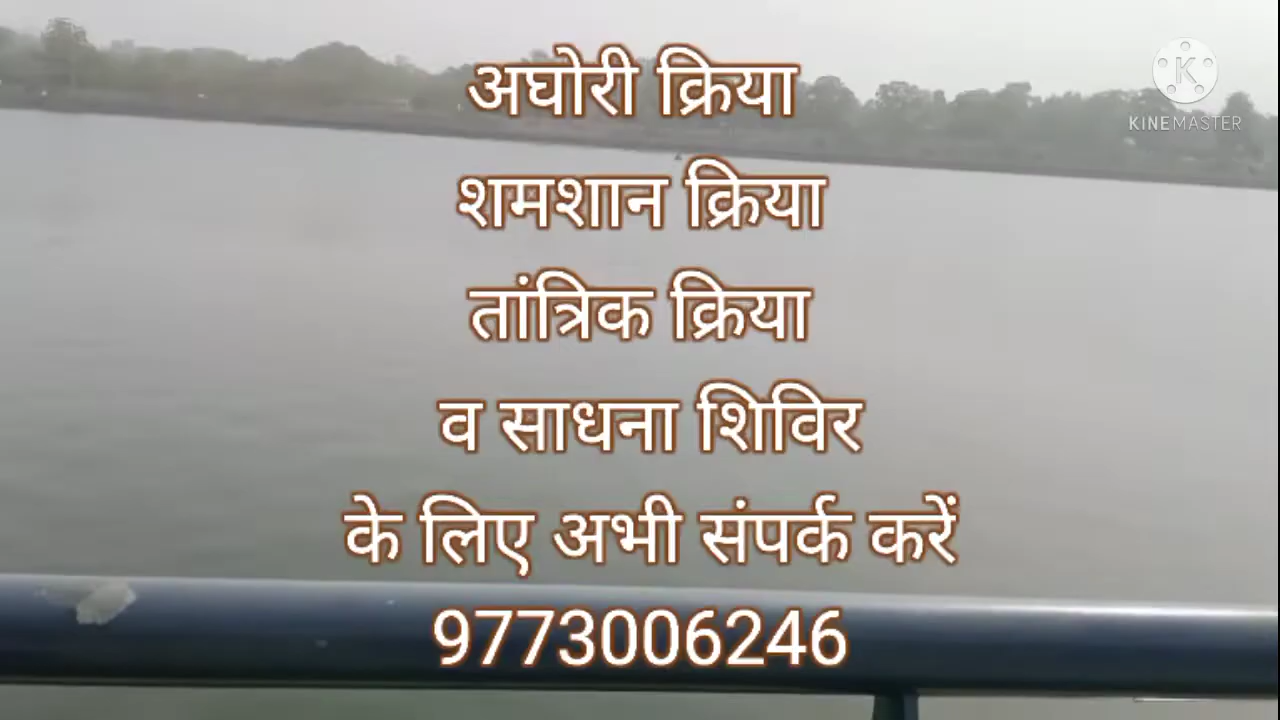 अघोरी क्रिया
KINEMASTER
शमशान क्रिया
तांत्रिक क्रिया
व साधना शिविर
के लिए अभी संपर्क करें
9773006246